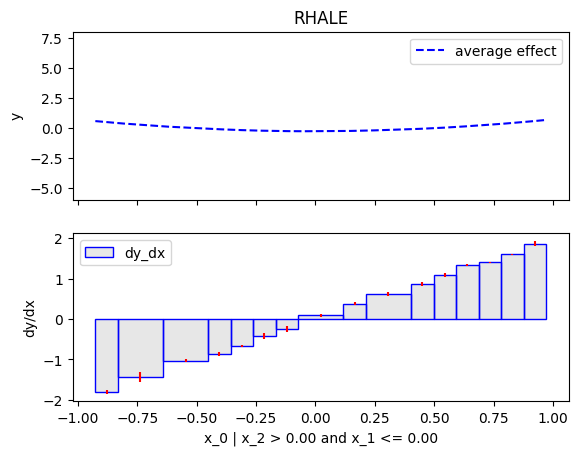 RHALE
7.5
5.0
2.5
0.0
−2.5
−5.0
y
average effect
2
1
0
−1
−2
dy/dx
dy_dx
−1.00 −0.75 −0.50 −0.25 0.00 0.25 0.50 0.75 1.00
x_0 | x_2 > 0.00 and x_1 <= 0.00